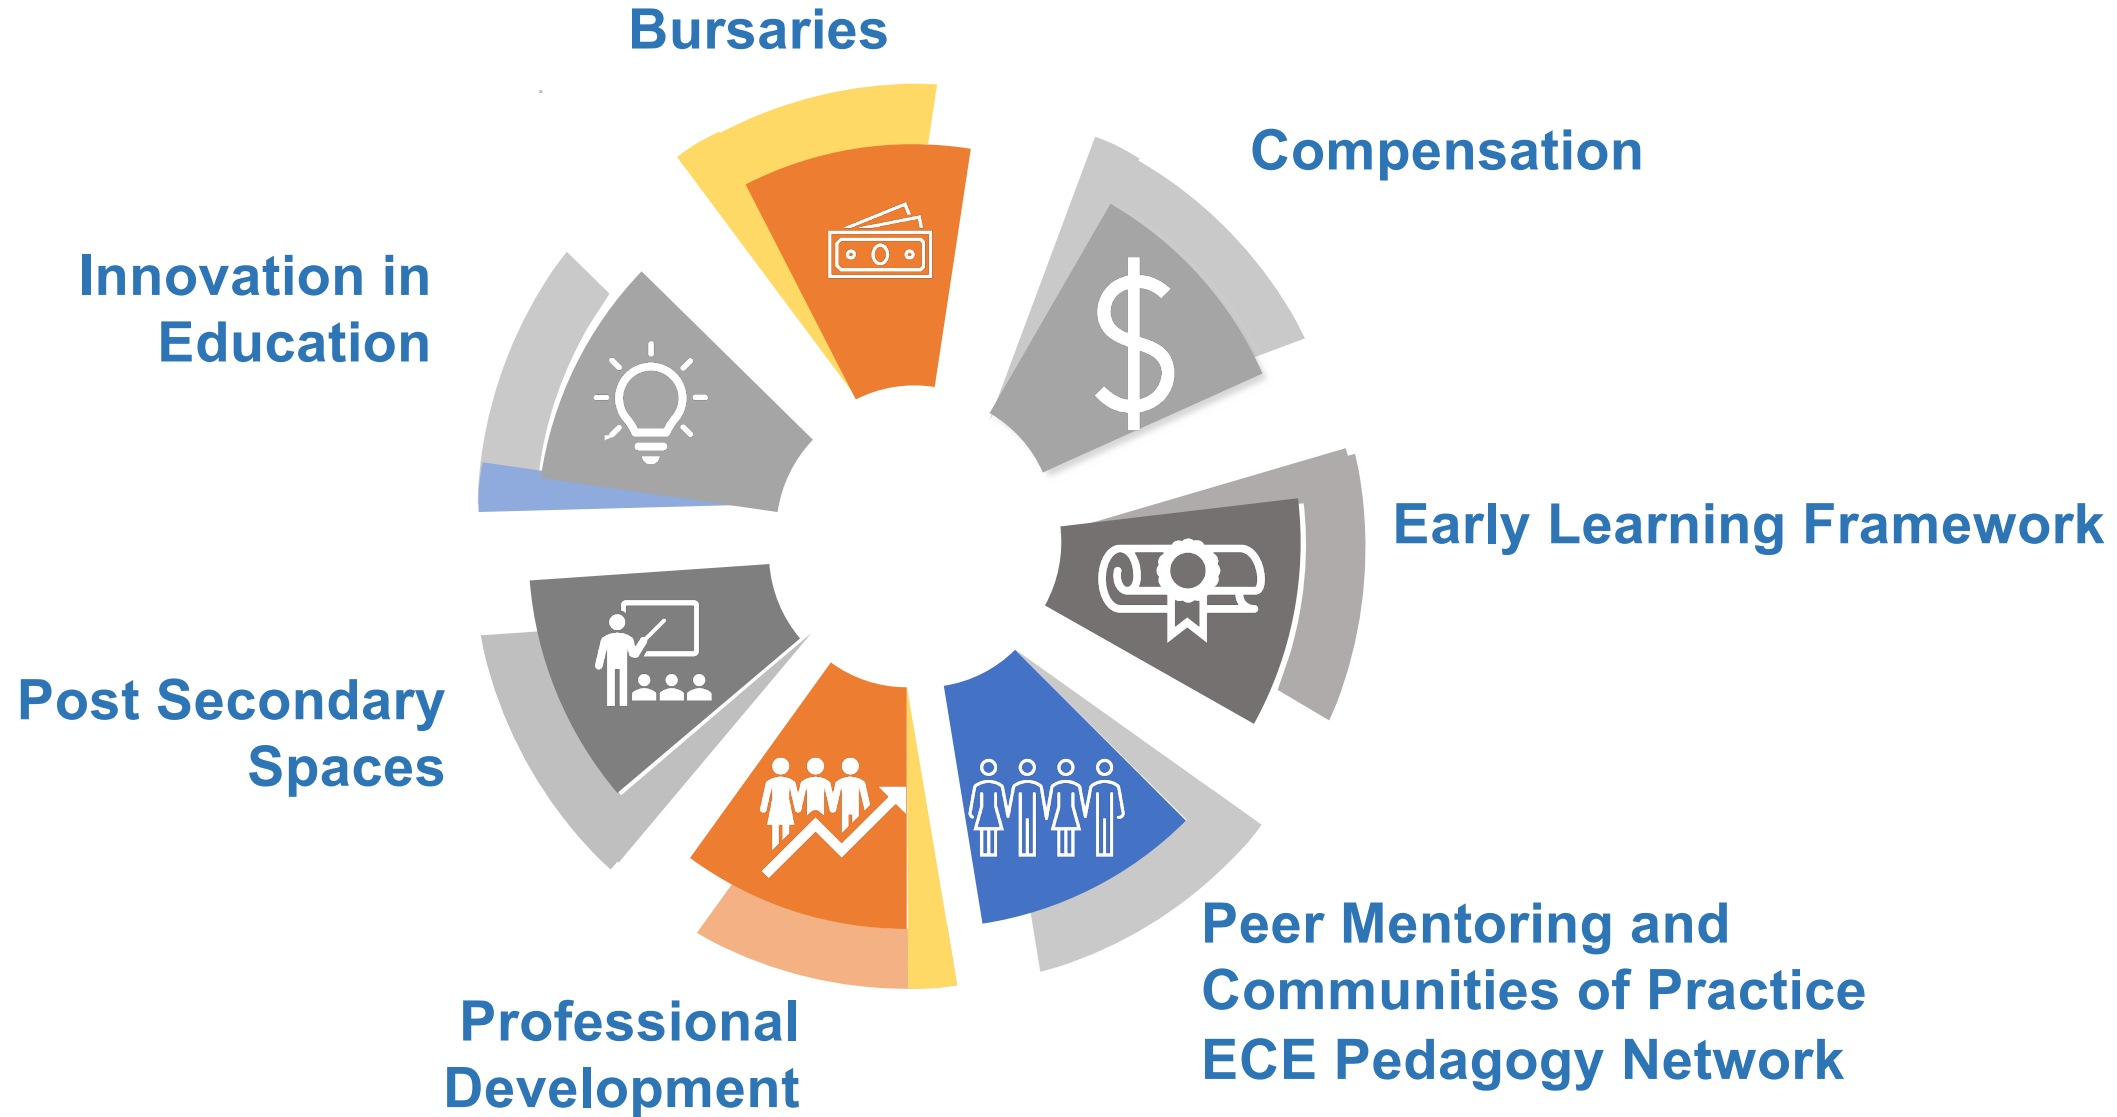 Bursaries
Compensation
Innovation in
Education
Early Learning Framework
Post Secondary
Spaces
Peer Mentoring and
Communities of Practice
ECE Pedagogy Network
Professional
Development